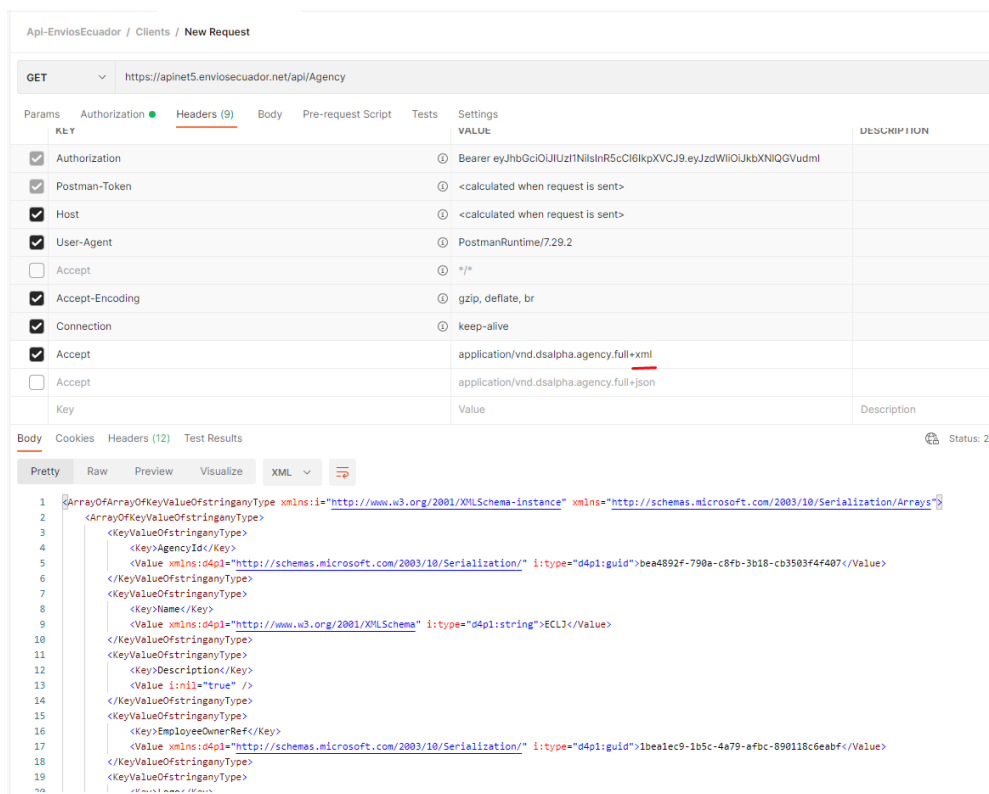 Api-EnviosEcuador / Clients / New Request
GET https://apinet5.enviosecuador.net/api/Agency
Params Authorization Headers (9) Body Pre-request Script Tests Settings
KEY VALUE DESCRIPTION
Authorization Bearer eyJhbGciOiJIUzI1NiIsInR5cCI6IkpXVCJ9.eyJzdWIiOiJkbXNlQGVudml
Postman-Token <calculated when request is sent>
Host <calculated when request is sent>
User-Agent PostmanRuntime/7.29.2
Accept */*
Accept-Encoding gzip, deflate, br
Connection keep-alive
Accept application/vnd.dsalpha.agency.full+xml
Accept application/vnd.dsalpha.agency.full+json
Key Value Description
Body Cookies Headers (12) Test Results Status: 2
Pretty Raw Preview Visualize XML
1 <ArrayOfArrayOfKeyValueOfstringanyType xmlns:i="http://www.w3.org/2001/XMLSchema-instance" xmlns="http://schemas.microsoft.com/2003/10/Serialization/Arrays">
2 <ArrayOfKeyValueOfstringanyType>
3 <KeyValueOfstringanyType>
4 <Key>AgencyId</Key>
5 <Value xmlns:d4p1="http://schemas.microsoft.com/2003/10/Serialization/" i:type="d4p1:guid">bea4892f-790a-c8fb-3b18-cb3503f4f407</Value>
6 </KeyValueOfstringanyType>
7 <KeyValueOfstringanyType>
8 <Key>Name</Key>
9 <Value xmlns:d4p1="http://www.w3.org/2001/XMLSchema" i:type="d4p1:string">ECLJ</Value>
10 </KeyValueOfstringanyType>
11 <KeyValueOfstringanyType>
12 <Key>Description</Key>
13 <Value i:nil="true" />
14 </KeyValueOfstringanyType>
15 <KeyValueOfstringanyType>
16 <Key>EmployeeOwnerRef</Key>
17 <Value xmlns:d4p1="http://schemas.microsoft.com/2003/10/Serialization/" i:type="d4p1:guid">1bea1ec9-1b5c-4a79-afbc-890118c6eabf</Value>
18 </KeyValueOfstringanyType>
19 <KeyValueOfstringanyType>
20 <Key>Logo</Key>